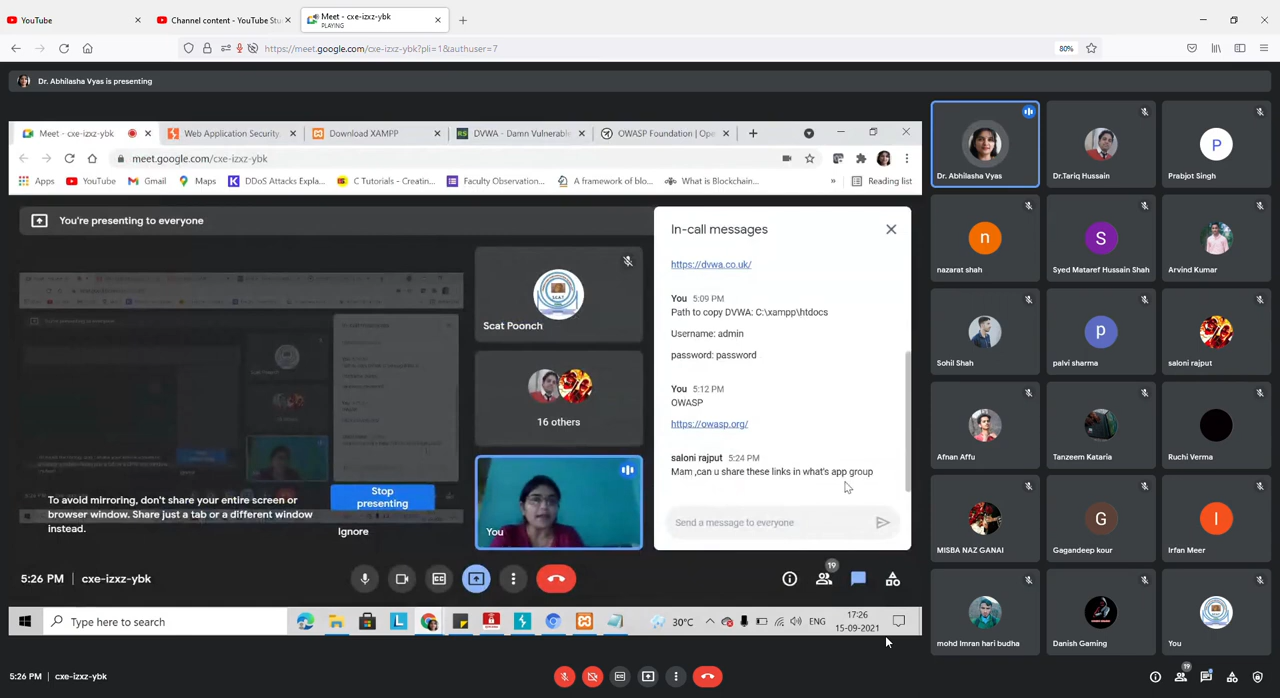 YouTube
Channel content - YouTube Stu
Meet - cxe-izxz-ybk
PLAYING
https://meet.google.com/cxe-izxz-ybk?pli=1&authuser=7
80%
Dr. Abhilasha Vyas is presenting
Meet - cxe-izxz-ybk
Web Application Security,
Download XAMPP
DVWA - Damn Vulnerable
OWASP Foundation | Ope
meet.google.com/cxe-izxz-ybk
Apps
YouTube
Gmail
Maps
DDoS Attacks Expla...
C Tutorials - Creatin...
Faculty Observation...
A framework of blo...
What is Blockchain...
»
Reading list
You're presenting to everyone
Scat Poonch
16 others
You
To avoid mirroring, don't share your entire screen or
browser window. Share just a tab or a different window
instead.
Stop
presenting
Ignore
In-call messages
https://dvwa.co.uk/
You 5:09 PM
Path to copy DVWA: C:\xampp\htdocs
Username: admin
password: password
You 5:12 PM
OWASP
https://owasp.org/
saloni rajput 5:24 PM
Mam ,can u share these links in what's app group
Send a message to everyone
5:26 PM | cxe-izxz-ybk
19
Type here to search
30°C
ENG
17:26
15-09-2021
Dr. Abhilasha Vyas
Dr.Tariq Hussain
P
Prabjot Singh
n
nazarat shah
S
Syed Mataref Hussain Shah
Arvind Kumar
Sohil Shah
p
palvi sharma
saloni rajput
Afnan Affu
Tanzeem Kataria
Ruchi Verma
MISBA NAZ GANAI
G
Gagandeep kour
I
Irfan Meer
mohd Imran hari budha
Danish Gaming
You
5:26 PM | cxe-izxz-ybk
19